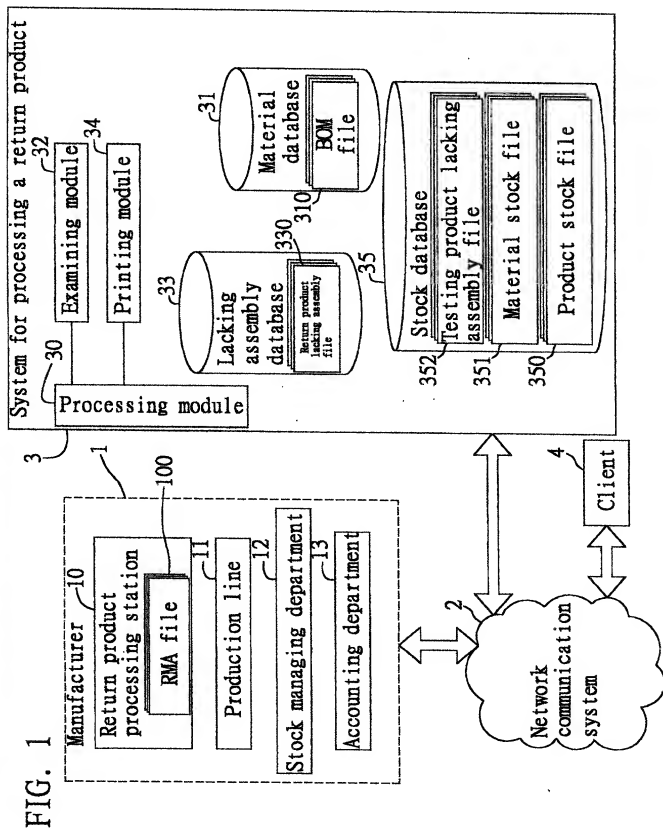 FIG. 1
Manufacturer
1
10
Return product
processing station
100
RMA file
11
Production line
12
Stock managing department
13
Accounting department
2
Network
communication
system
4
Client
3
System for processing a return product
30
Processing module
32
Examining module
34
Printing module
33
Lacking
assembly
database
330
Return product
lacking assembly
file
31
Material
database
310
BOM
file
35
Stock database
352
Testing product lacking
assembly file
351
Material stock file
350
Product stock file